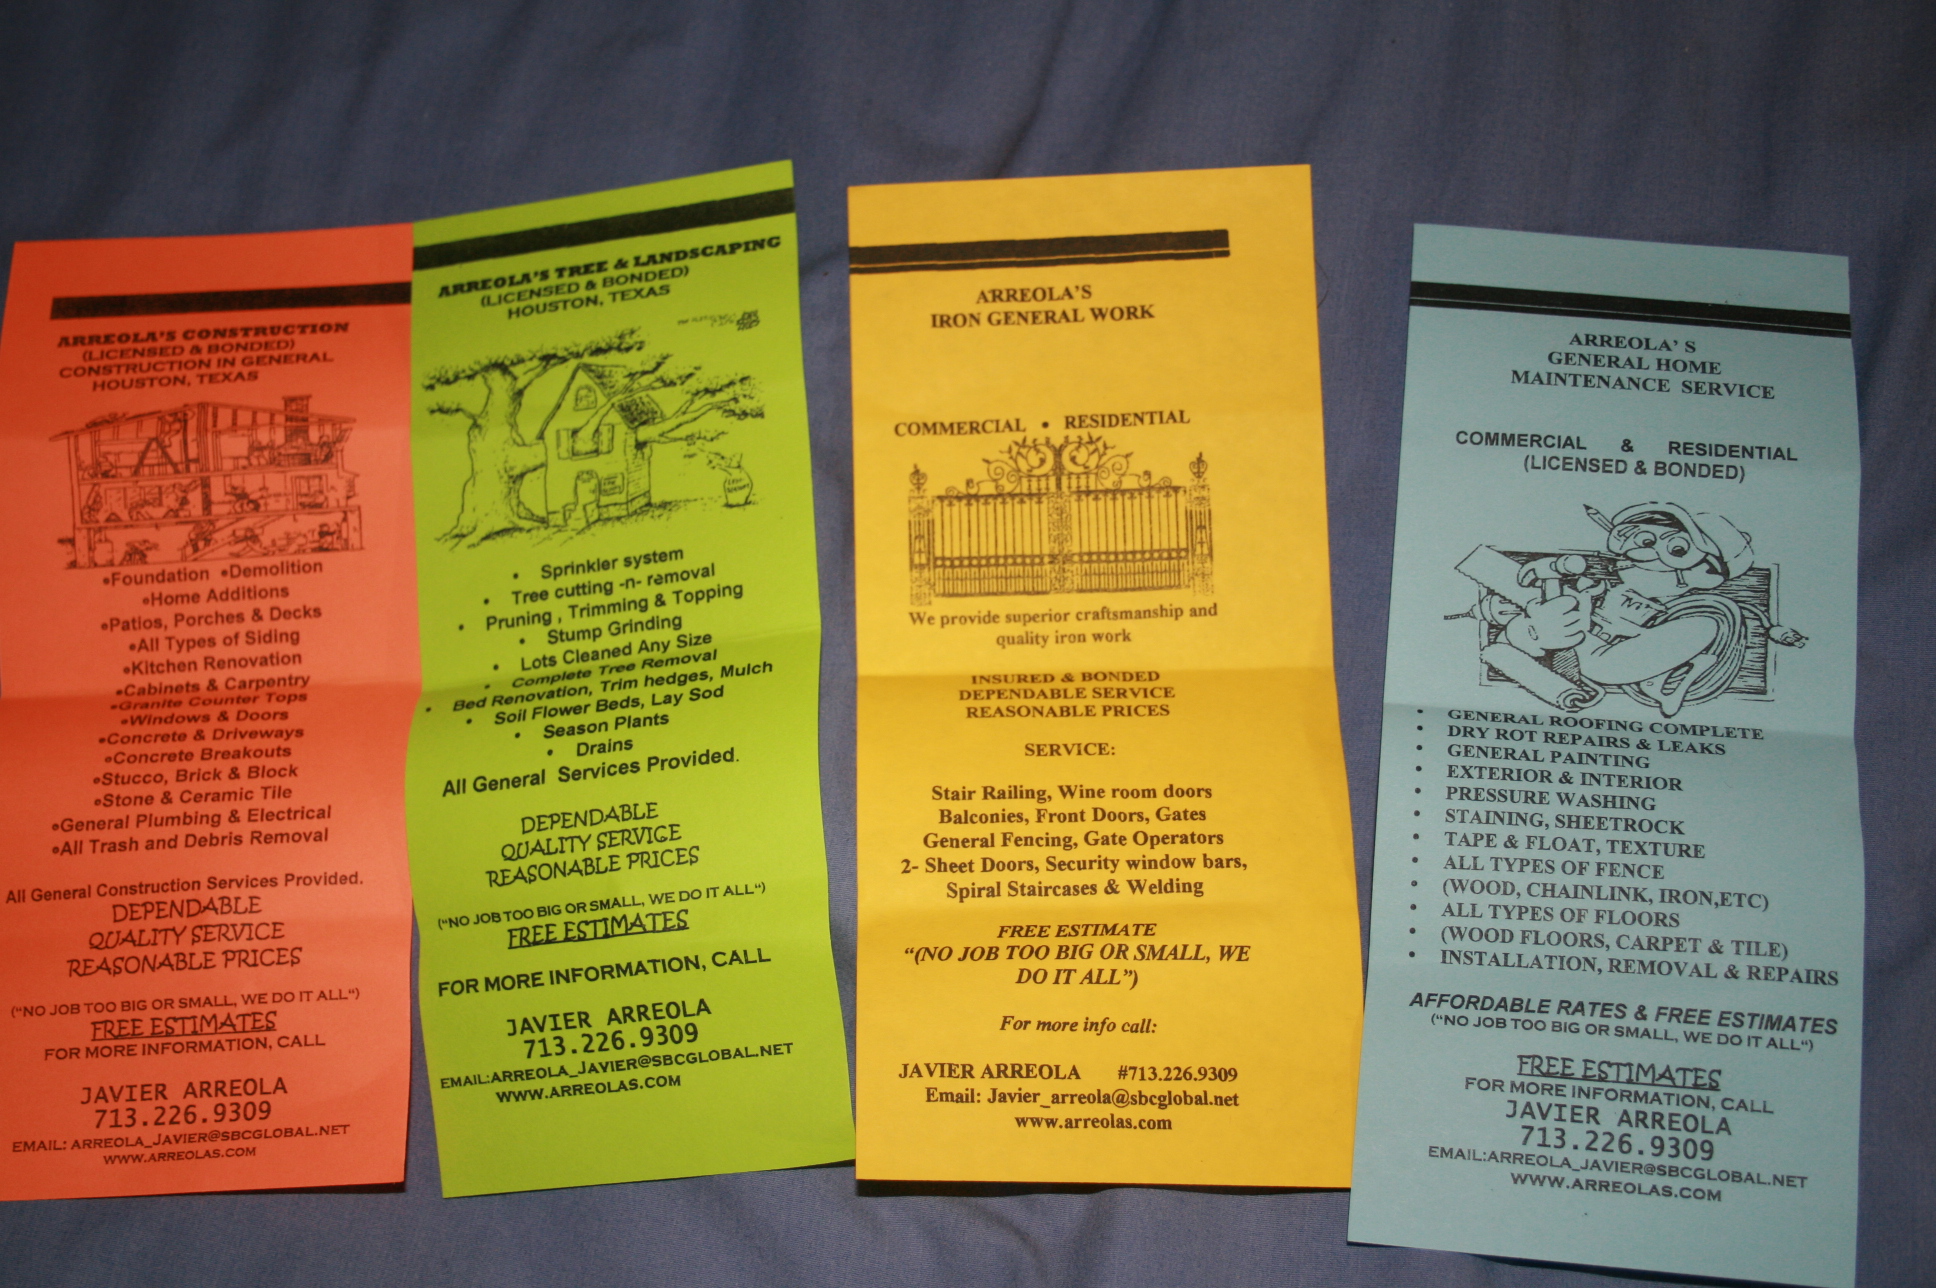 ARREOLA'S CONSTRUCTION
(LICENSED & BONDED)
CONSTRUCTION IN GENERAL
HOUSTON, TEXAS
•Foundation •Demolition
•Home Additions
•Patios, Porches & Decks
•All Types of Siding
•Kitchen Renovation
•Cabinets & Carpentry
•Granite Counter Tops
•Windows & Doors
•Concrete & Driveways
•Concrete Breakouts
•Stucco, Brick & Block
•Stone & Ceramic Tile
•General Plumbing & Electrical
•All Trash and Debris Removal
All General Construction Services Provided.
DEPENDABLE
QUALITY SERVICE
REASONABLE PRICES
("NO JOB TOO BIG OR SMALL, WE DO IT ALL")
FREE ESTIMATES
FOR MORE INFORMATION, CALL
JAVIER ARREOLA
713.226.9309
EMAIL: ARREOLA_JAVIER@SBCGLOBAL.NET
WWW.ARREOLAS.COM
ARREOLA'S TREE & LANDSCAPING
(LICENSED & BONDED)
HOUSTON, TEXAS
• Sprinkler system
• Tree cutting -n- removal
• Pruning , Trimming & Topping
• Stump Grinding
• Lots Cleaned Any Size
• Complete Tree Removal
• Bed Renovation, Trim hedges, Mulch
• Soil Flower Beds, Lay Sod
• Season Plants
• Drains
All General Services Provided.
DEPENDABLE
QUALITY SERVICE
REASONABLE PRICES
("NO JOB TOO BIG OR SMALL, WE DO IT ALL")
FREE ESTIMATES
FOR MORE INFORMATION, CALL
JAVIER ARREOLA
713.226.9309
EMAIL:ARREOLA_JAVIER@SBCGLOBAL.NET
WWW.ARREOLAS.COM
ARREOLA'S
IRON GENERAL WORK
COMMERCIAL • RESIDENTIAL
We provide superior craftsmanship and
quality iron work
INSURED & BONDED
DEPENDABLE SERVICE
REASONABLE PRICES
SERVICE:
Stair Railing, Wine room doors
Balconies, Front Doors, Gates
General Fencing, Gate Operators
2- Sheet Doors, Security window bars,
Spiral Staircases & Welding
FREE ESTIMATE
"(NO JOB TOO BIG OR SMALL, WE
DO IT ALL")
For more info call:
JAVIER ARREOLA #713.226.9309
Email: Javier_arreola@sbcglobal.net
www.arreolas.com
ARREOLA' S
GENERAL HOME
MAINTENANCE SERVICE
COMMERCIAL & RESIDENTIAL
(LICENSED & BONDED)
• GENERAL ROOFING COMPLETE
• DRY ROT REPAIRS & LEAKS
• GENERAL PAINTING
• EXTERIOR & INTERIOR
• PRESSURE WASHING
• STAINING, SHEETROCK
• TAPE & FLOAT, TEXTURE
• ALL TYPES OF FENCE
• (WOOD, CHAINLINK, IRON,ETC)
• ALL TYPES OF FLOORS
• (WOOD FLOORS, CARPET & TILE)
• INSTALLATION, REMOVAL & REPAIRS
AFFORDABLE RATES & FREE ESTIMATES
("NO JOB TOO BIG OR SMALL, WE DO IT ALL")
FREE ESTIMATES
FOR MORE INFORMATION, CALL
JAVIER ARREOLA
713.226.9309
EMAIL:ARREOLA_JAVIER@SBCGLOBAL.NET
WWW.ARREOLAS.COM